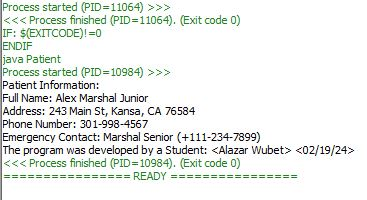 Process started (PID=11064) >>>
<<< Process finished (PID=11064). (Exit code 0)
IF: $(EXITCODE)!=0
ENDIF
java Patient
Process started (PID=10984) >>>
Patient Information:
Full Name: Alex Marshal Junior
Address: 243 Main St, Kansa, CA 76584
Phone Number: 301-998-4567
Emergency Contact: Marshal Senior (+111-234-7899)
The program was developed by a Student: <Alazar Wubet> <02/19/24>
<<< Process finished (PID=10984). (Exit code 0)
================ READY ================